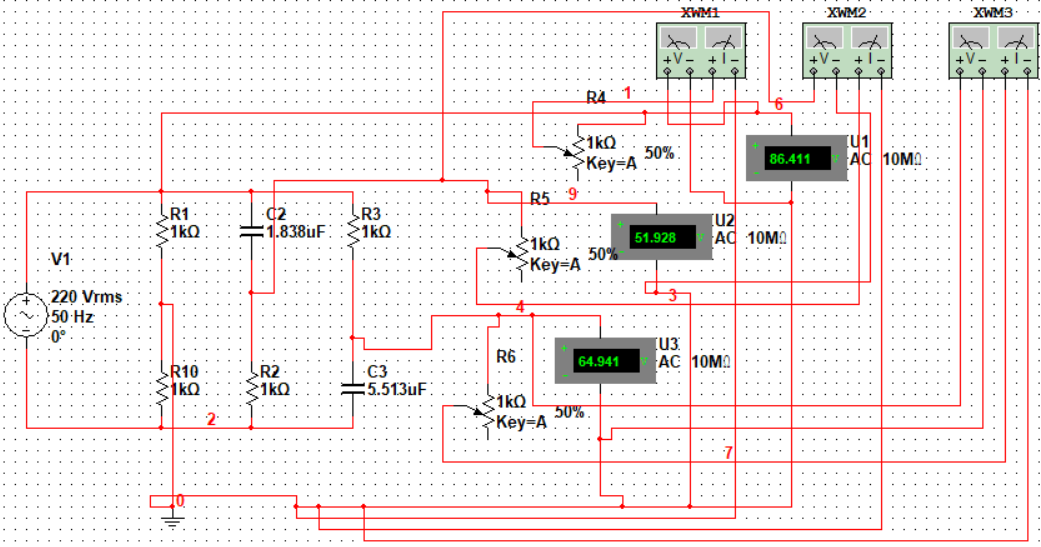 XWM1
XWM2
XWM3
+ V − + I −
+ V − + I −
+ V − + I −
R4
1
6
1kΩ
Key=A
50%
U1
86.411
AC 10MΩ
R5
9
R1
1kΩ
C2
1.838uF
R3
1kΩ
U2
51.928
AC 10MΩ
1kΩ
Key=A
50%
V1
220 Vrms
50 Hz
0°
3
4
R6
U3
64.941
AC 10MΩ
R10
1kΩ
R2
1kΩ
C3
5.513uF
1kΩ
Key=A
50%
2
7
0